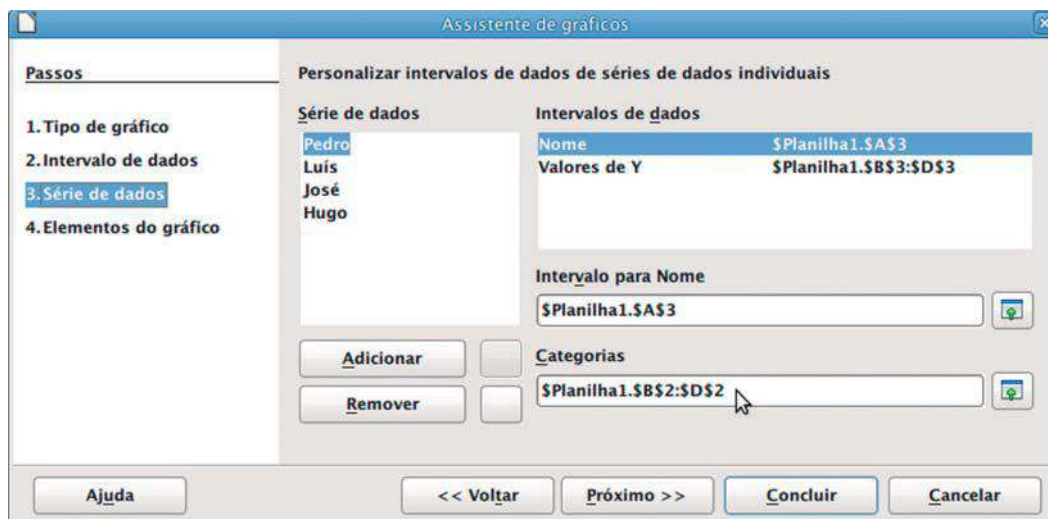 Assistente de gráficos
Passos
1.Tipo de gráfico
2.Intervalo de dados
3.Série de dados
4.Elementos do gráfico
Personalizar intervalos de dados de séries de dados individuais
Série de dados
Pedro
Luís
José
Hugo
Adicionar
Remover
Intervalos de dados
Nome $Planilha1.$A$3
Valores de Y $Planilha1.$B$3:$D$3
Intervalo para Nome
$Planilha1.$A$3
Categorias
$Planilha1.$B$2:$D$2
Ajuda
<< Voltar
Próximo >>
Concluir
Cancelar